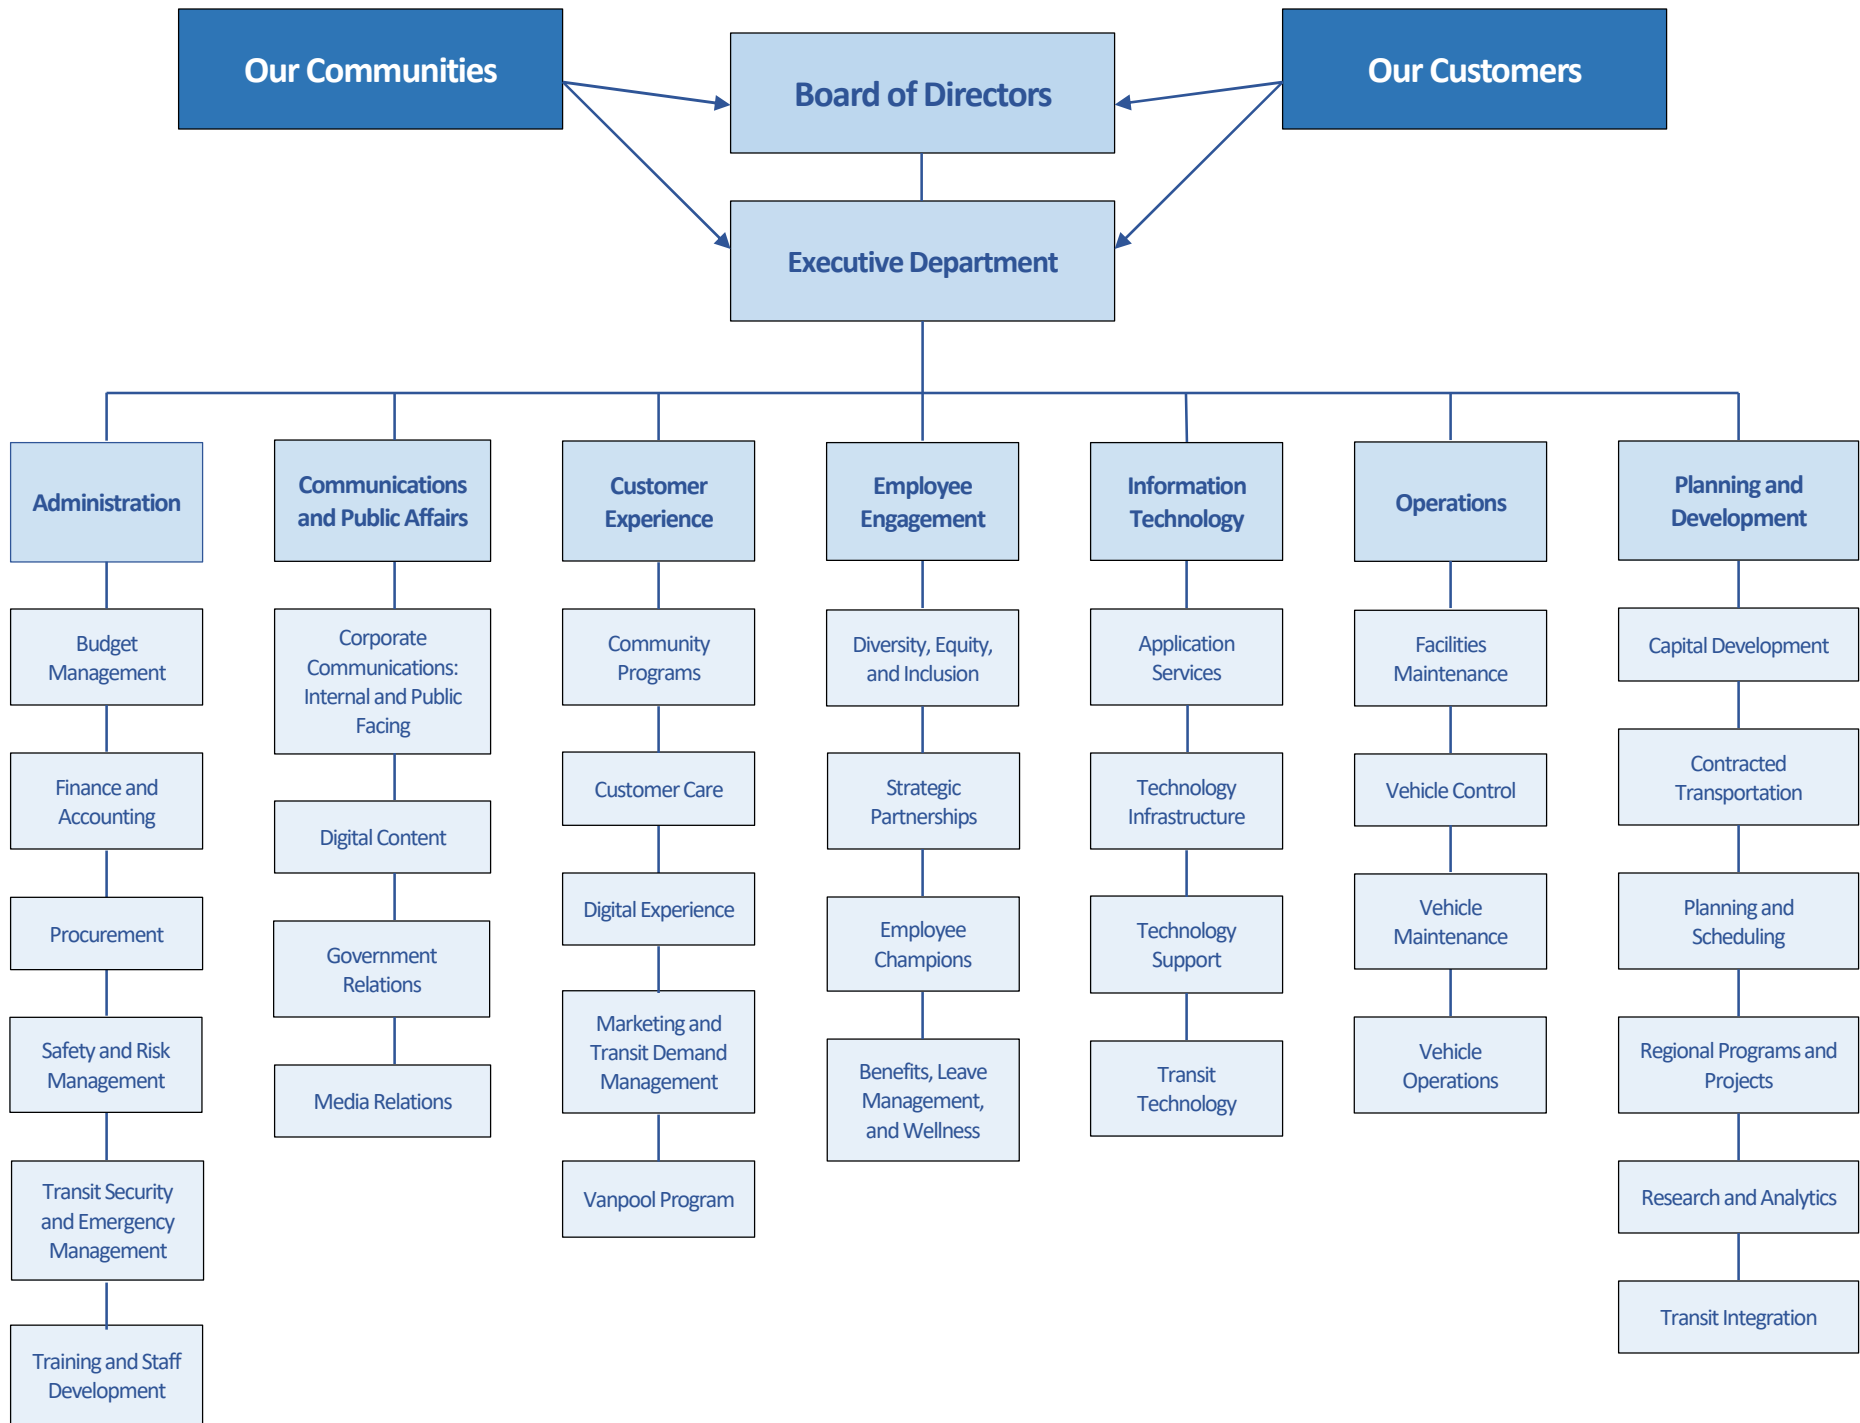 Our Communities
Board of Directors
Our Customers
Executive Department
Administration
Budget
Management
Finance and
Accounting
Procurement
Safety and Risk
Management
Transit Security
and Emergency
Management
Training and Staff
Development
Communications
and Public Affairs
Corporate
Communications:
Internal and Public
Facing
Digital Content
Government
Relations
Media Relations
Customer
Experience
Community
Programs
Customer Care
Digital Experience
Marketing and
Transit Demand
Management
Vanpool Program
Employee
Engagement
Diversity, Equity,
and Inclusion
Strategic
Partnerships
Employee
Champions
Benefits, Leave
Management,
and Wellness
Information
Technology
Application
Services
Technology
Infrastructure
Technology
Support
Transit
Technology
Operations
Facilities
Maintenance
Vehicle Control
Vehicle
Maintenance
Vehicle
Operations
Planning and
Development
Capital Development
Contracted
Transportation
Planning and
Scheduling
Regional Programs and
Projects
Research and Analytics
Transit Integration